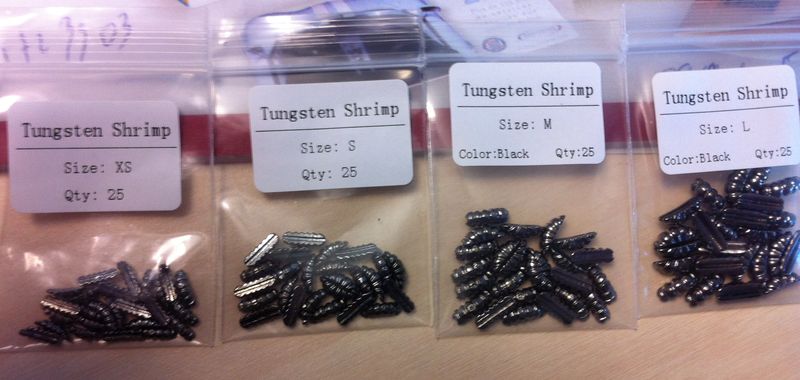 Tungsten Shrimp
Size: XS
Qty: 25
Tungsten Shrimp
Size: S
Qty: 25
Tungsten Shrimp
Size: M
Color:Black Qty:25
Tungsten Shrimp
Size: L
Color:Black Qty:25